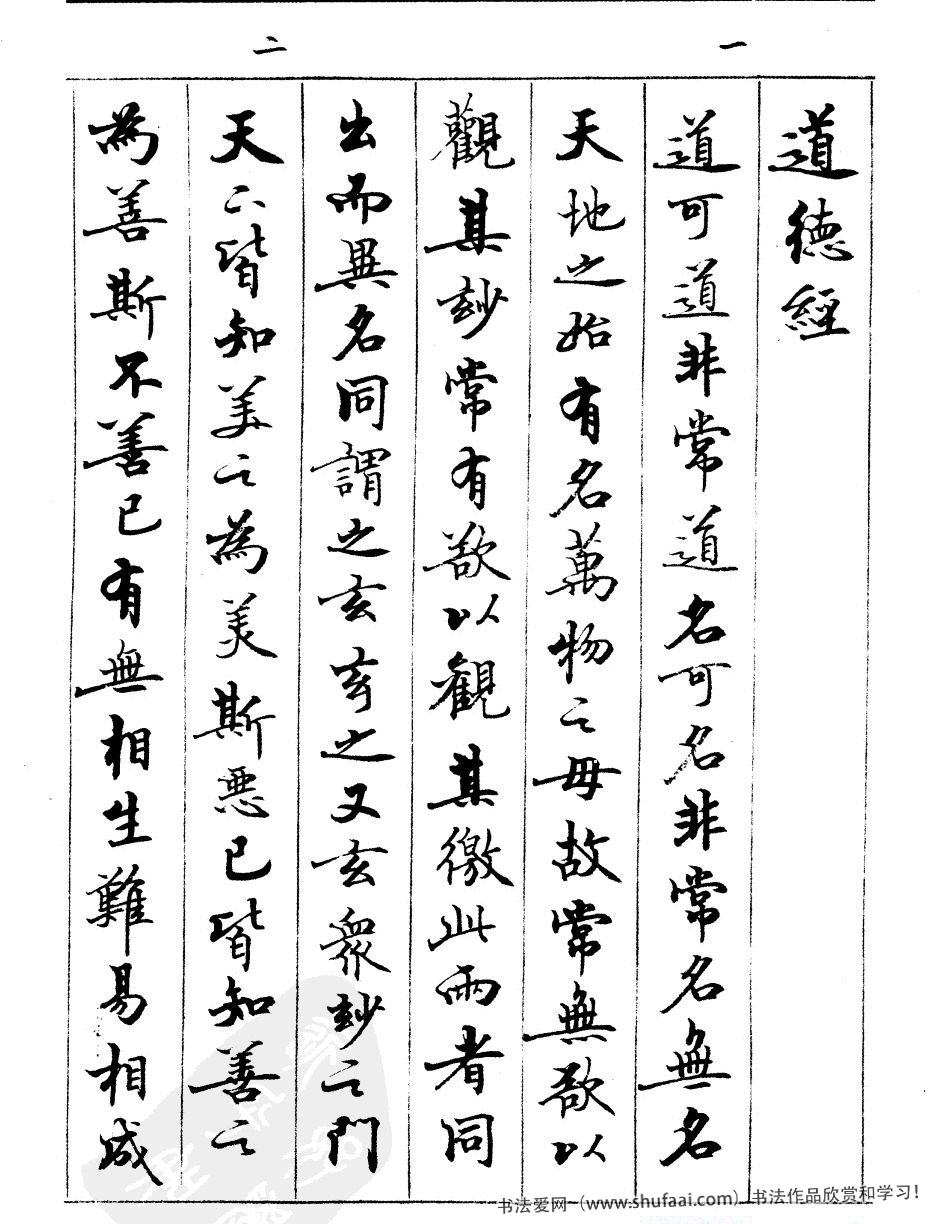 一
二
道德經
道可道非常道名可名非常名無名
天地之始有名萬物之母故常無欲以
觀其玅常有欲以觀其徼此兩者同
出而異名同謂之玄玄之又玄衆玅之門
天下皆知美之為美斯惡已皆知善之
為善斯不善已有無相生難易相成
书法爱网 (www.shufaai.com) 书法作品欣赏和学习!